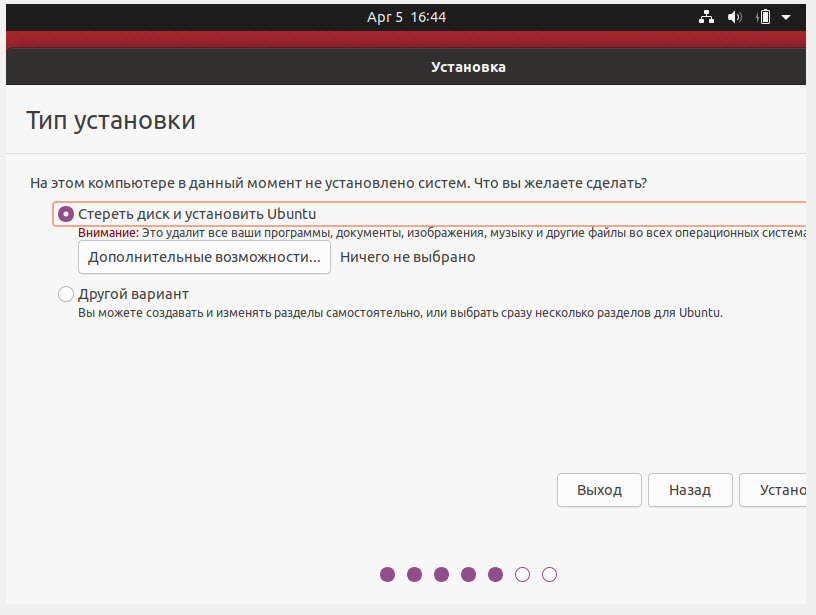 Apr 5 16:44
Установка
Тип установки
На этом компьютере в данный момент не установлено систем. Что вы желаете сделать?
Стереть диск и установить Ubuntu
Внимание: Это удалит все ваши программы, документы, изображения, музыку и другие файлы во всех операционных система
Дополнительные возможности... Ничего не выбрано
Другой вариант
Вы можете создавать и изменять разделы самостоятельно, или выбрать сразу несколько разделов для Ubuntu.
Выход Назад Устано